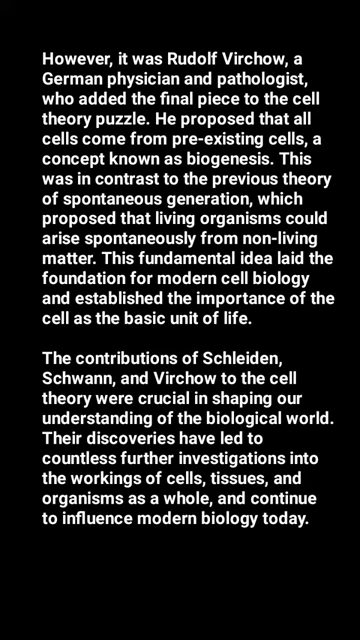 However, it was Rudolf Virchow, a
German physician and pathologist,
who added the final piece to the cell
theory puzzle. He proposed that all
cells come from pre-existing cells, a
concept known as biogenesis. This
was in contrast to the previous theory
of spontaneous generation, which
proposed that living organisms could
arise spontaneously from non-living
matter. This fundamental idea laid the
foundation for modern cell biology
and established the importance of the
cell as the basic unit of life.
The contributions of Schleiden,
Schwann, and Virchow to the cell
theory were crucial in shaping our
understanding of the biological world.
Their discoveries have led to
countless further investigations into
the workings of cells, tissues, and
organisms as a whole, and continue
to influence modern biology today.